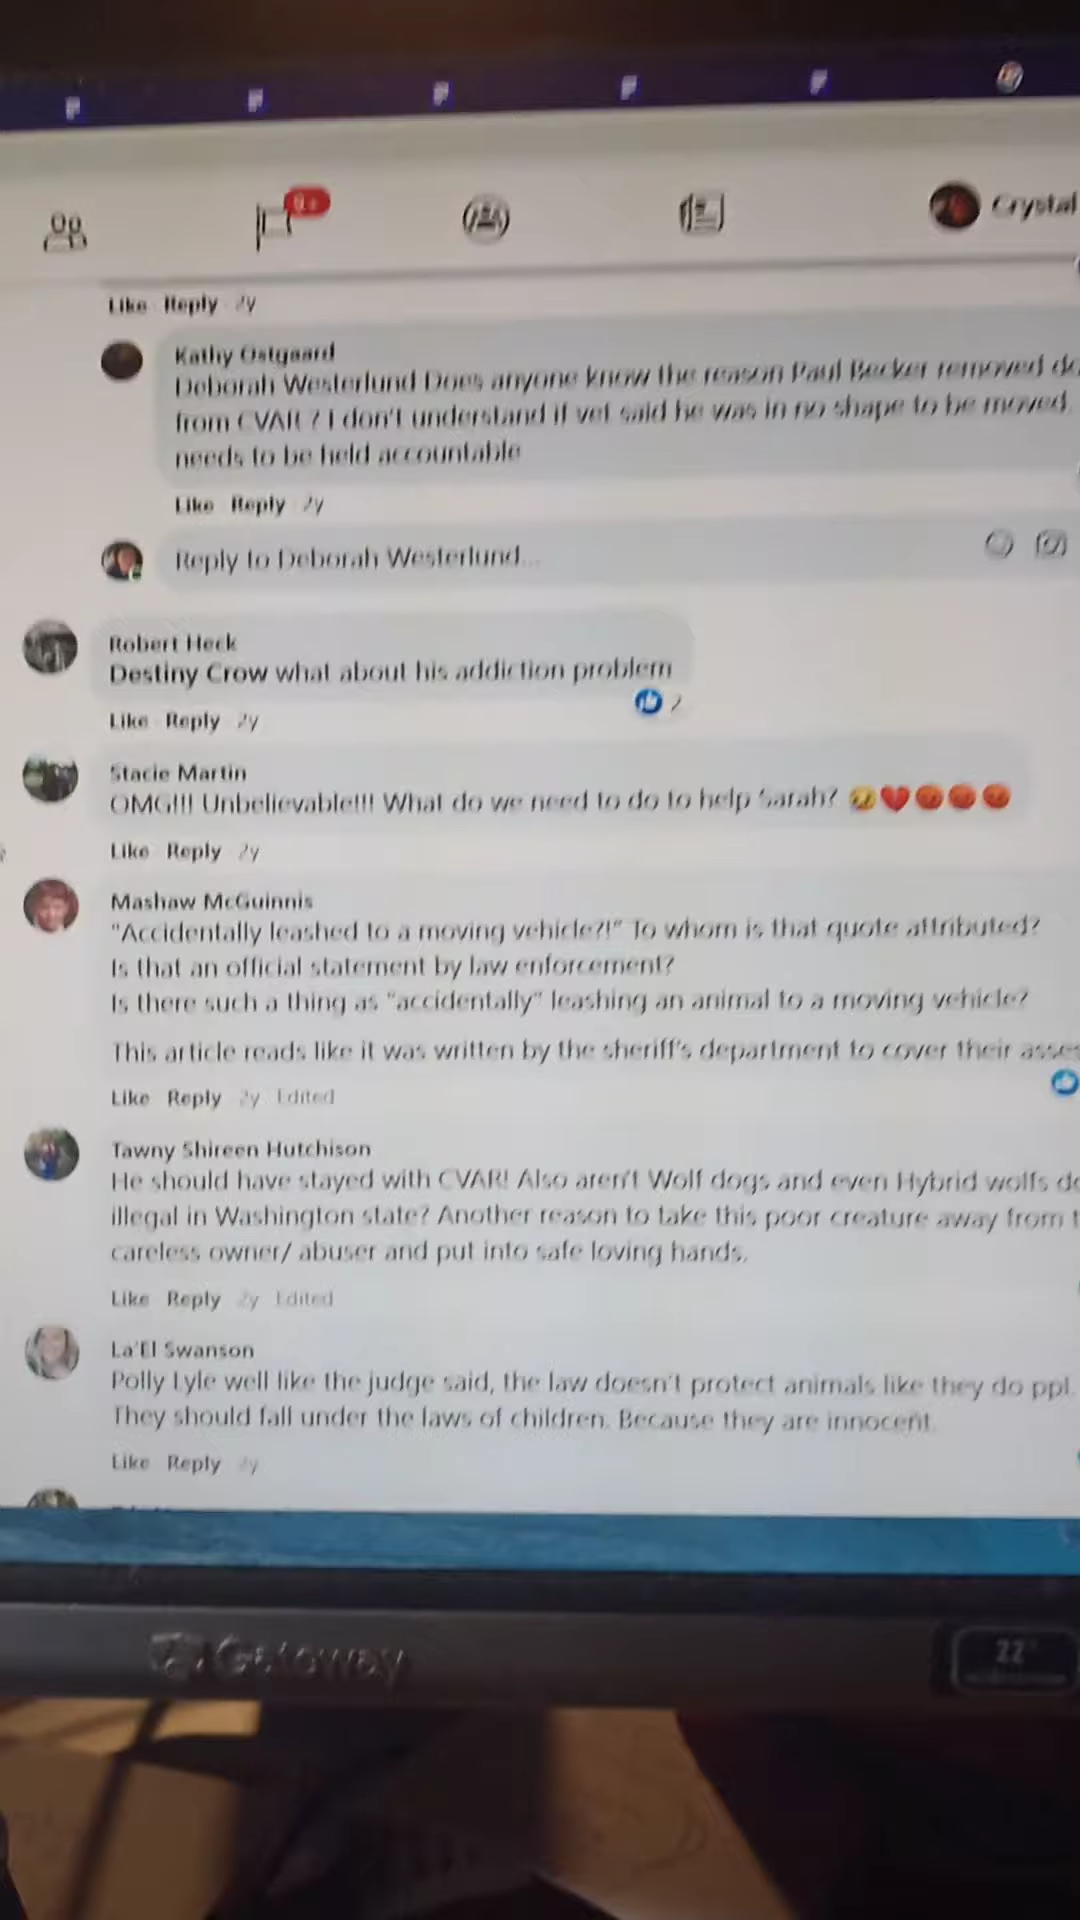 9+
Crystal
Like Reply 2y
Kathy Ostgaard
Deborah Westerlund Does anyone know the reason Paul Becker removed do
from CVAR? I don't understand if vet said he was in no shape to be moved.
needs to be held accountable
Like Reply 2y
Reply to Deborah Westerlund...
Robert Heck
Destiny Crow what about his addiction problem
2
Like Reply 2y
Stacie Martin
OMG!!! Unbelievable!!! What do we need to do to help Sarah?
Like Reply 2y
Mashaw McGuinnis
"Accidentally leashed to a moving vehicle?!" To whom is that quote attributed?
Is that an official statement by law enforcement?
Is there such a thing as "accidentally" leashing an animal to a moving vehicle?
This article reads like it was written by the sheriff's department to cover their asses
Like Reply 2y Edited
Tawny Shireen Hutchison
He should have stayed with CVAR! Also aren't Wolf dogs and even Hybrid wolfs do
illegal in Washington state? Another reason to take this poor creature away from t
careless owner/ abuser and put into safe loving hands.
Like Reply 2y Edited
La'El Swanson
Polly Lyle well like the judge said, the law doesn't protect animals like they do ppl.
They should fall under the laws of children. Because they are innocent.
Like Reply 2y
Gateway
22"